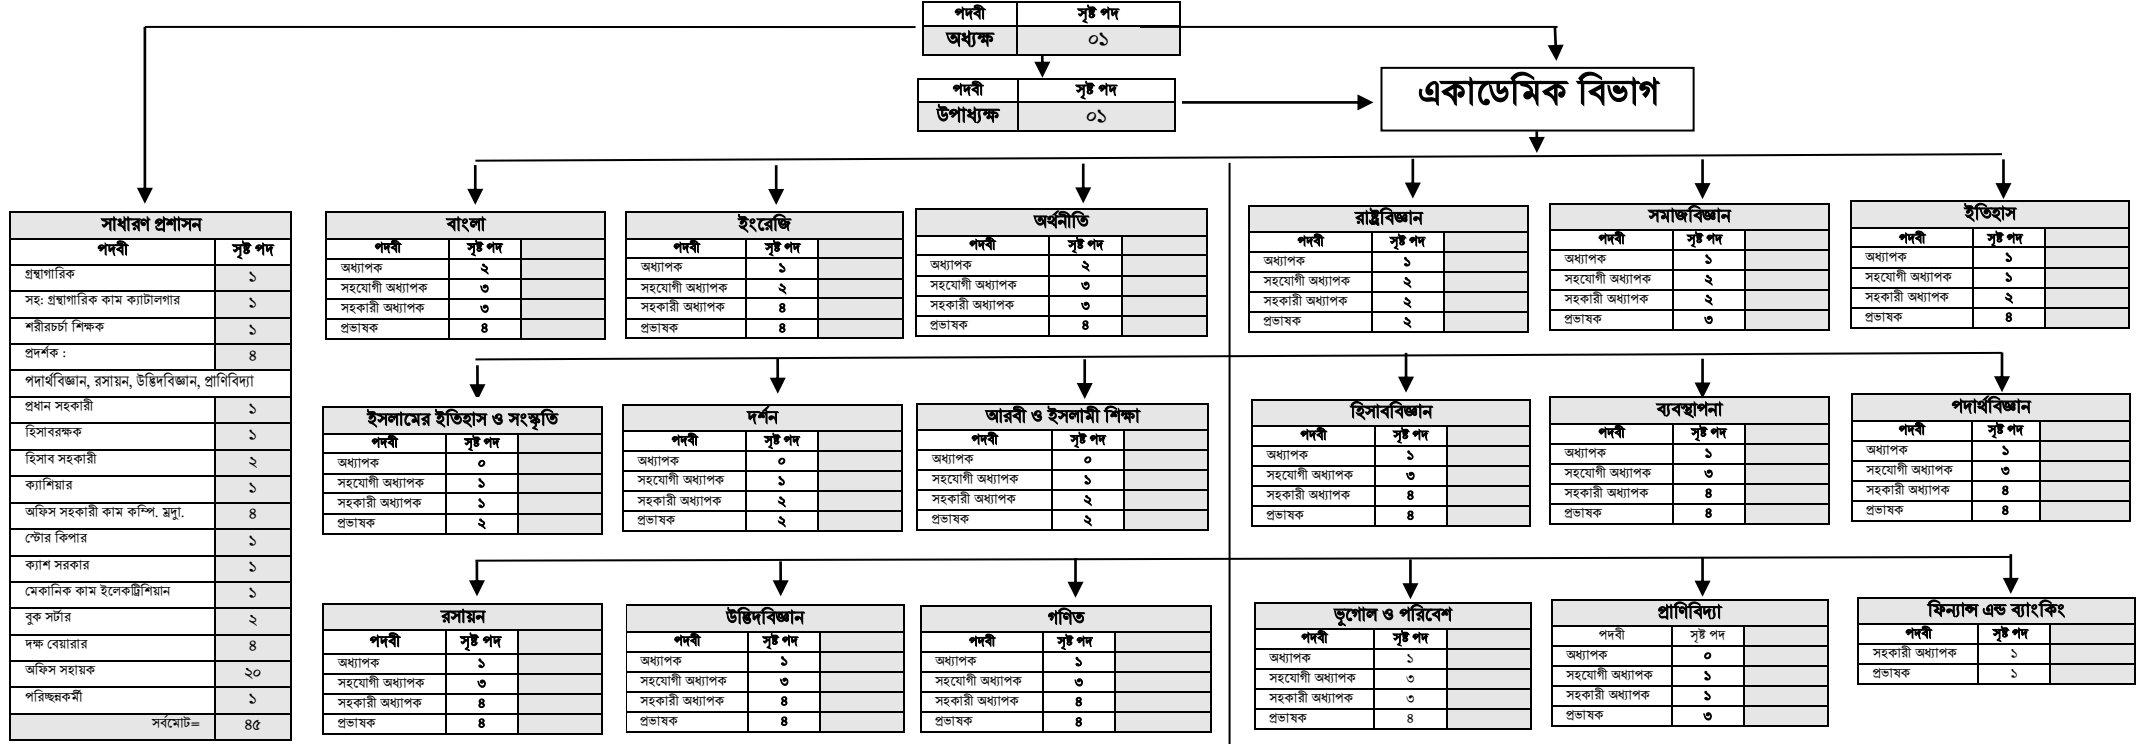 পদবী সৃষ্ট পদ
অধ্যক্ষ ০১
পদবী সৃষ্ট পদ
উপাধ্যক্ষ ০১
একাডেমিক বিভাগ
সাধারণ প্রশাসন
পদবী সৃষ্ট পদ
গ্রন্থাগারিক ১
সহ: গ্রন্থাগারিক কাম ক্যাটালগার ১
শরীরচর্চা শিক্ষক ১
প্রদর্শক : ৪
পদার্থবিজ্ঞান, রসায়ন, উদ্ভিদবিজ্ঞান, প্রাণিবিদ্যা
প্রধান সহকারী ১
হিসাবরক্ষক ১
হিসাব সহকারী ২
ক্যাশিয়ার ১
অফিস সহকারী কাম কম্পি. মুদ্রা. ৪
স্টোর কিপার ১
ক্যাশ সরকার ১
মেকানিক কাম ইলেকট্রিশিয়ান ১
বুক সর্টার ২
দক্ষ বেয়ারার ৪
অফিস সহায়ক ২০
পরিচ্ছন্নকর্মী ১
সর্বমোট= ৪৫
বাংলা
পদবী সৃষ্ট পদ
অধ্যাপক ২
সহযোগী অধ্যাপক ৩
সহকারী অধ্যাপক ৩
প্রভাষক ৪
ইংরেজি
পদবী সৃষ্ট পদ
অধ্যাপক ১
সহযোগী অধ্যাপক ২
সহকারী অধ্যাপক ৪
প্রভাষক ৪
অর্থনীতি
পদবী সৃষ্ট পদ
অধ্যাপক ২
সহযোগী অধ্যাপক ৩
সহকারী অধ্যাপক ৩
প্রভাষক ৪
রাষ্ট্রবিজ্ঞান
পদবী সৃষ্ট পদ
অধ্যাপক ১
সহযোগী অধ্যাপক ২
সহকারী অধ্যাপক ২
প্রভাষক ২
সমাজবিজ্ঞান
পদবী সৃষ্ট পদ
অধ্যাপক ১
সহযোগী অধ্যাপক ২
সহকারী অধ্যাপক ২
প্রভাষক ৩
ইতিহাস
পদবী সৃষ্ট পদ
অধ্যাপক ১
সহযোগী অধ্যাপক ১
সহকারী অধ্যাপক ২
প্রভাষক ৪
ইসলামের ইতিহাস ও সংস্কৃতি
পদবী সৃষ্ট পদ
অধ্যাপক ০
সহযোগী অধ্যাপক ১
সহকারী অধ্যাপক ১
প্রভাষক ২
দর্শন
পদবী সৃষ্ট পদ
অধ্যাপক ০
সহযোগী অধ্যাপক ১
সহকারী অধ্যাপক ২
প্রভাষক ২
আরবী ও ইসলামী শিক্ষা
পদবী সৃষ্ট পদ
অধ্যাপক ০
সহযোগী অধ্যাপক ১
সহকারী অধ্যাপক ২
প্রভাষক ২
হিসাববিজ্ঞান
পদবী সৃষ্ট পদ
অধ্যাপক ১
সহযোগী অধ্যাপক ৩
সহকারী অধ্যাপক ৪
প্রভাষক ৪
ব্যবস্থাপনা
পদবী সৃষ্ট পদ
অধ্যাপক ১
সহযোগী অধ্যাপক ৩
সহকারী অধ্যাপক ৪
প্রভাষক ৪
পদার্থবিজ্ঞান
পদবী সৃষ্ট পদ
অধ্যাপক ১
সহযোগী অধ্যাপক ৩
সহকারী অধ্যাপক ৪
প্রভাষক ৪
রসায়ন
পদবী সৃষ্ট পদ
অধ্যাপক ১
সহযোগী অধ্যাপক ৩
সহকারী অধ্যাপক ৪
প্রভাষক ৪
উদ্ভিদবিজ্ঞান
পদবী সৃষ্ট পদ
অধ্যাপক ১
সহযোগী অধ্যাপক ৩
সহকারী অধ্যাপক ৪
প্রভাষক ৪
গণিত
পদবী সৃষ্ট পদ
অধ্যাপক ১
সহযোগী অধ্যাপক ৩
সহকারী অধ্যাপক ৪
প্রভাষক ৪
ভূগোল ও পরিবেশ
পদবী সৃষ্ট পদ
অধ্যাপক ১
সহযোগী অধ্যাপক ৩
সহকারী অধ্যাপক ৩
প্রভাষক ৪
প্রাণিবিদ্যা
পদবী সৃষ্ট পদ
অধ্যাপক ০
সহযোগী অধ্যাপক ১
সহকারী অধ্যাপক ১
প্রভাষক ৩
ফিন্যান্স এন্ড ব্যাংকিং
পদবী সৃষ্ট পদ
সহকারী অধ্যাপক ১
প্রভাষক ১